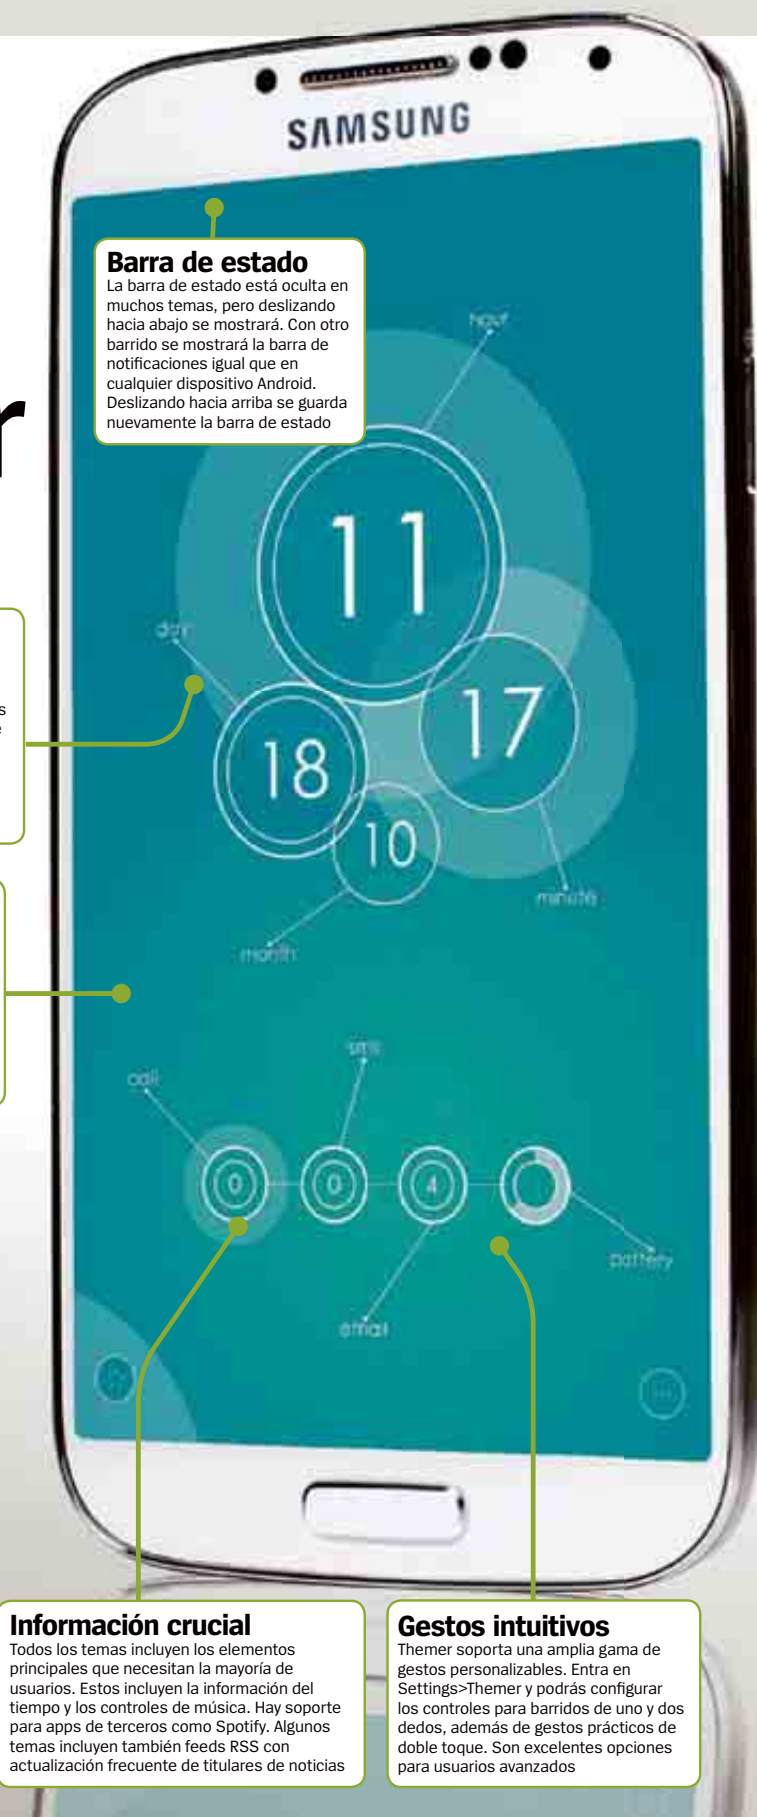 SAMSUNG
Barra de estado
La barra de estado está oculta en
muchos temas, pero deslizando
hacia abajo se mostrará. Con otro
barrido se mostrará la barra de
notificaciones igual que en
cualquier dispositivo Android.
Deslizando hacia arriba se guarda
nuevamente la barra de estado
r
hour
11
s
e
day
17
18
10
minute
month
sms
call
0
0
4
battery
email
Información crucial
Todos los temas incluyen los elementos
principales que necesitan la mayoría de
usuarios. Estos incluyen la información del
tiempo y los controles de música. Hay soporte
para apps de terceros como Spotify. Algunos
temas incluyen también feeds RSS con
actualización frecuente de titulares de noticias
Gestos intuitivos
Themer soporta una amplia gama de
gestos personalizables. Entra en
Settings>Themer y podrás configurar
los controles para barridos de uno y dos
dedos, además de gestos prácticos de
doble toque. Son excelentes opciones
para usuarios avanzados